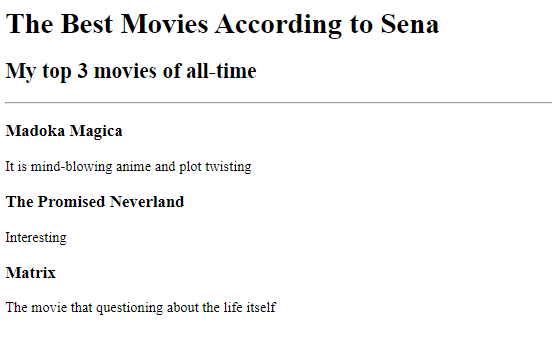 The Best Movies According to Sena
My top 3 movies of all-time
Madoka Magica
It is mind-blowing anime and plot twisting
The Promised Neverland
Interesting
Matrix
The movie that questioning about the life itself